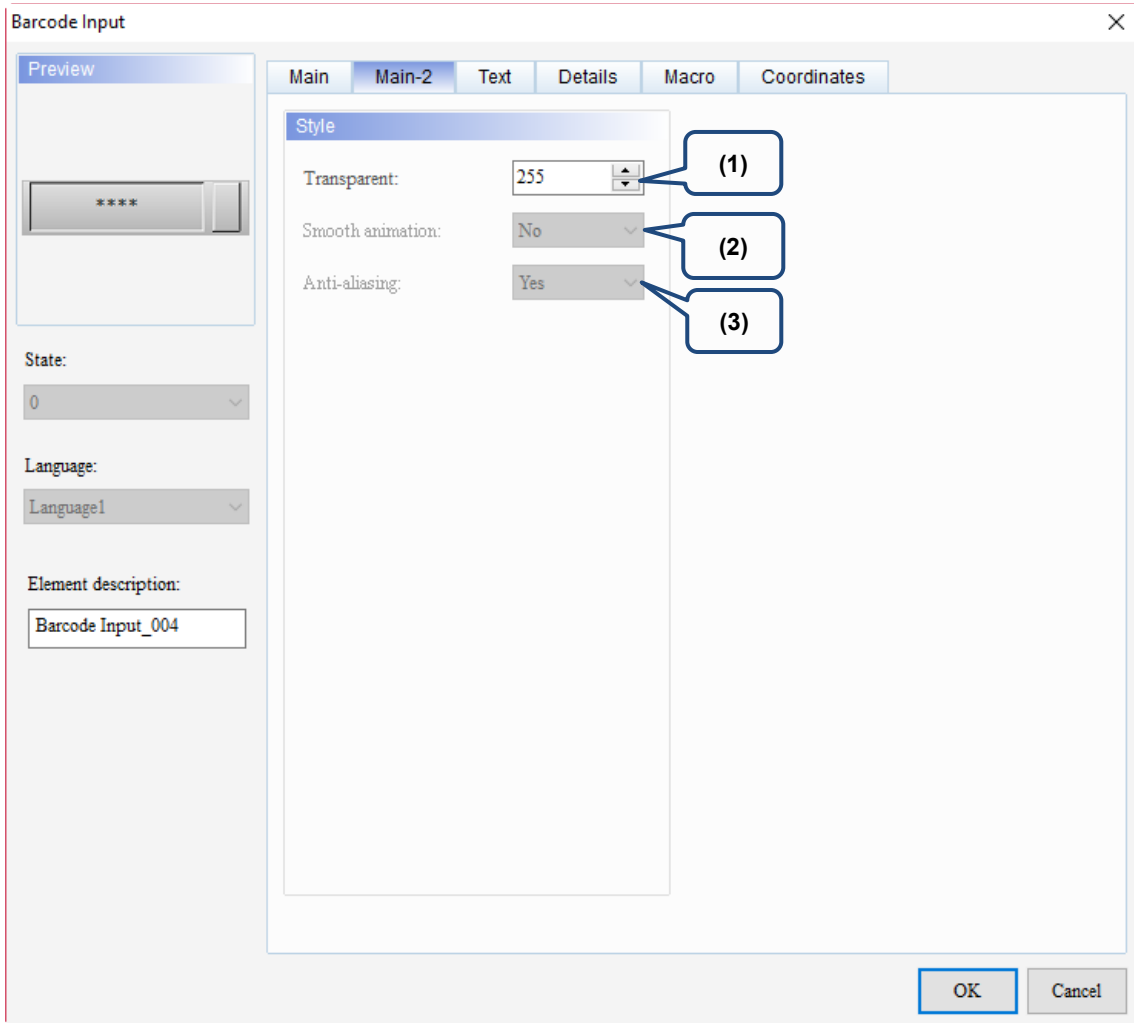 Barcode Input
Preview
****
State:
0
Language:
Language1
Element description:
Barcode Input_004
Main Main-2 Text Details Macro Coordinates
Style
Transparent: 255
(1)
Smooth animation: No
(2)
Anti-aliasing: Yes
(3)
OK Cancel